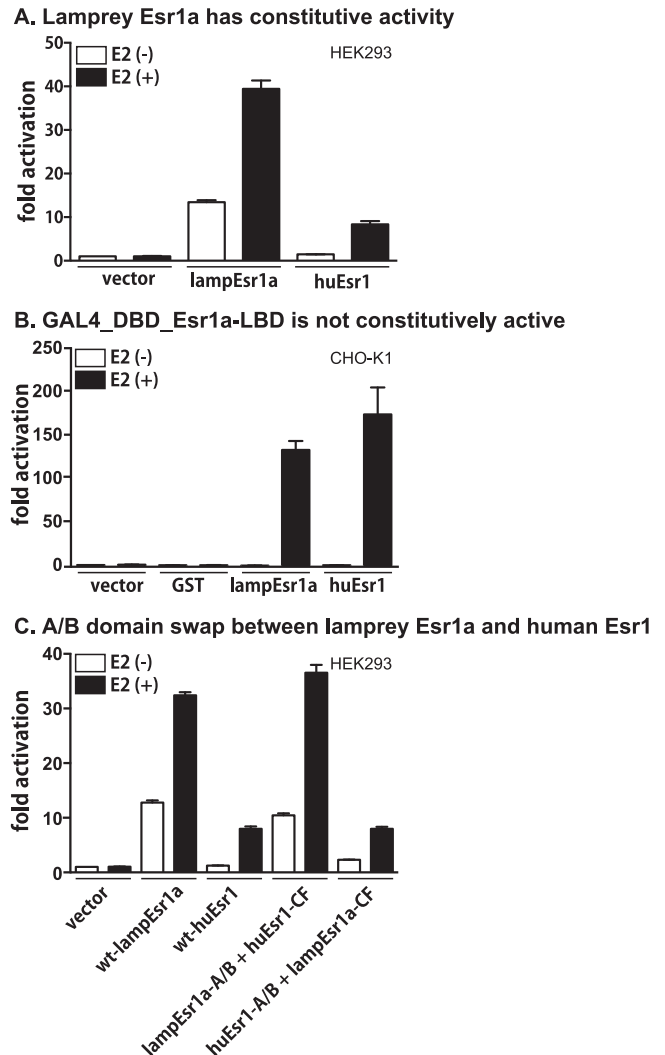 A. Lamprey Esr1a has constitutive activity
50
E2 (-)
HEK293
E2 (+)
40
30
20
10
0
fold activation
vector
lampEsr1a
huEsr1
B. GAL4_DBD_Esr1a-LBD is not constitutively active
250
E2 (-)
CHO-K1
E2 (+)
200
150
100
50
0
fold activation
vector
GST
lampEsr1a
huEsr1
C. A/B domain swap between lamprey Esr1a and human Esr1
40
E2 (-)
HEK293
E2 (+)
30
20
10
0
fold activation
vector
wt-lampEsr1a
wt-huEsr1
lampEsr1a-A/B + huEsr1-CF
huEsr1-A/B + lampEsr1a-CF